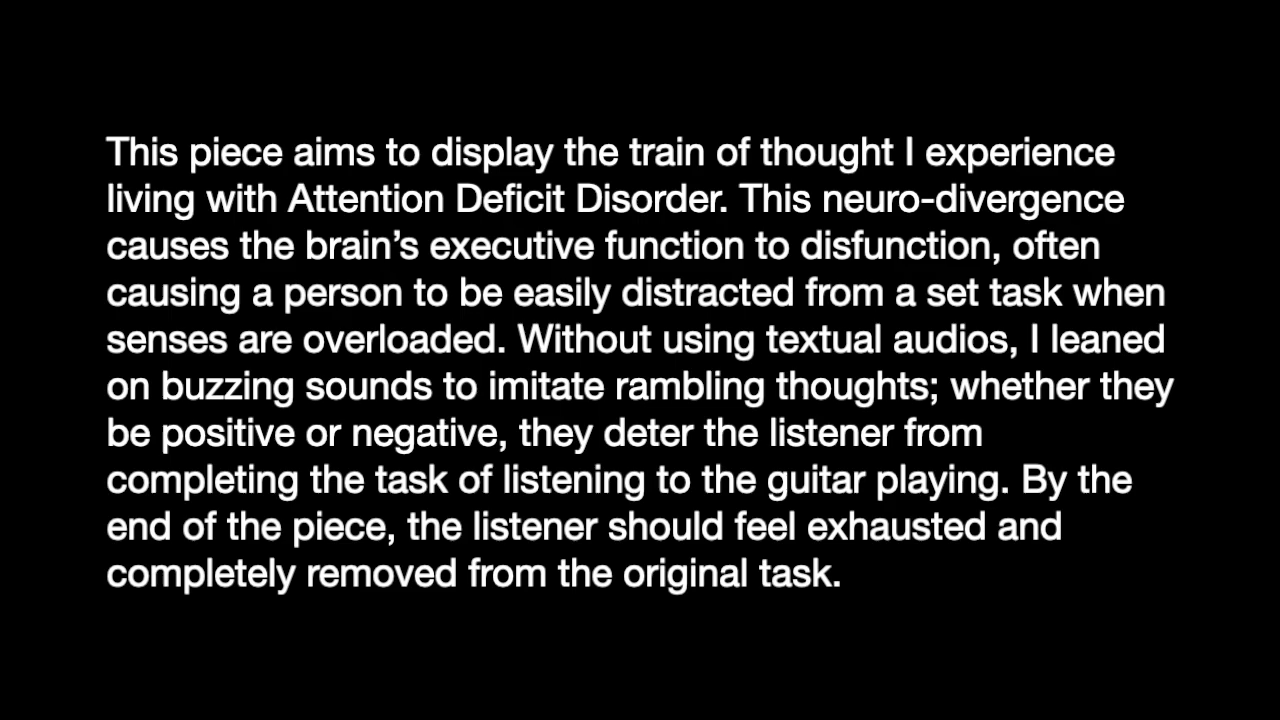 This piece aims to display the train of thought I experience
living with Attention Deficit Disorder. This neuro-divergence
causes the brain’s executive function to disfunction, often
causing a person to be easily distracted from a set task when
senses are overloaded. Without using textual audios, I leaned
on buzzing sounds to imitate rambling thoughts; whether they
be positive or negative, they deter the listener from
completing the task of listening to the guitar playing. By the
end of the piece, the listener should feel exhausted and
completely removed from the original task.